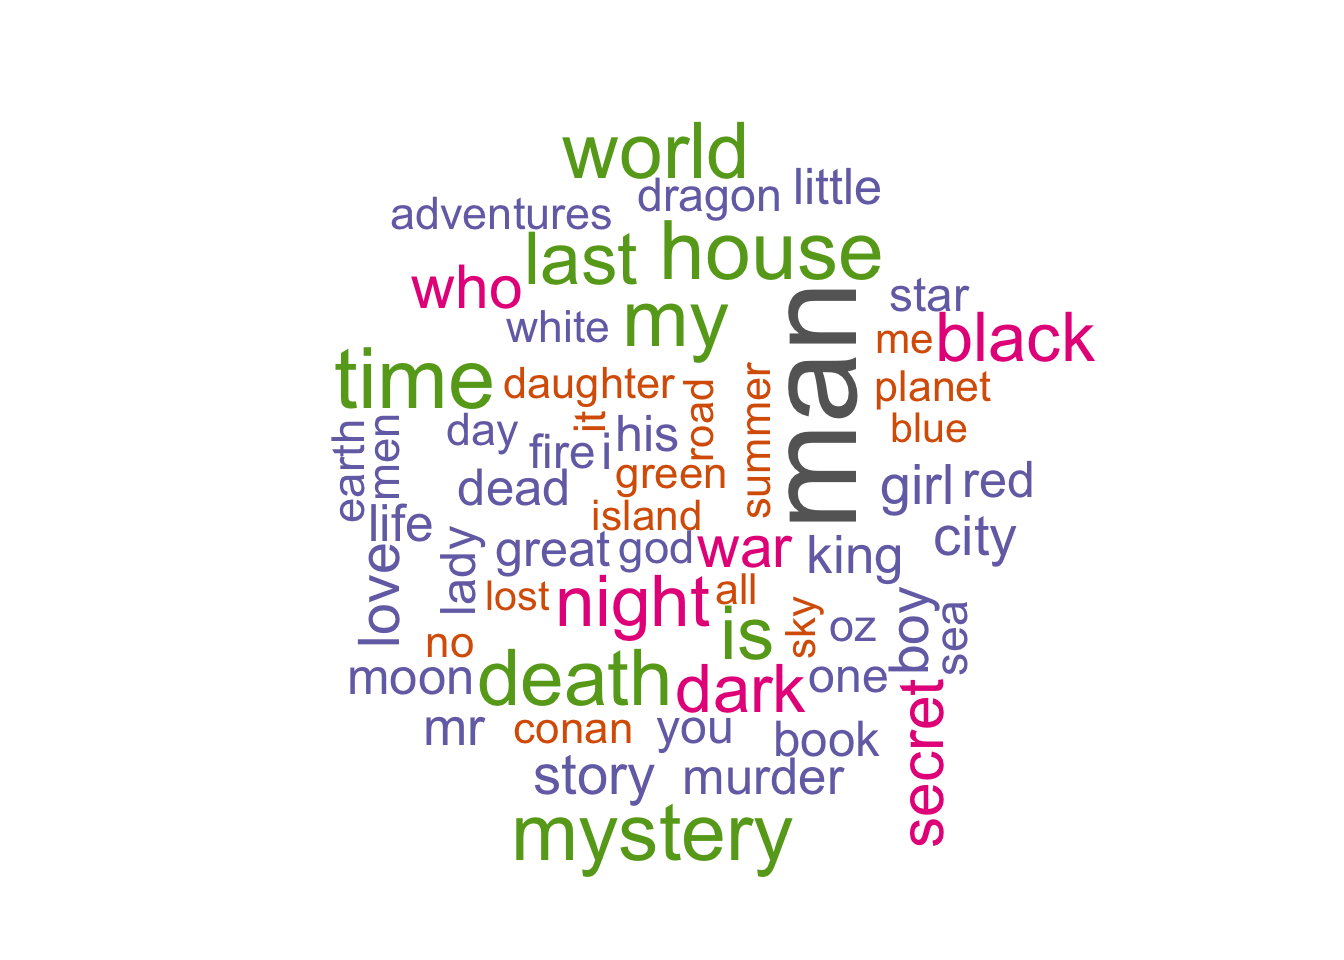 world
dragon
little
adventures
last
house
who
my
star
white
man
me
black
time
daughter
planet
road
summer
it
blue
day
his
fire
i
earth
men
green
dead
girl
red
island
life
city
great
god
war
king
love
lady
lost
night
all
is
sky
oz
boy
sea
no
moon
death
dark
one
mr
conan
you
book
secret
story
murder
mystery